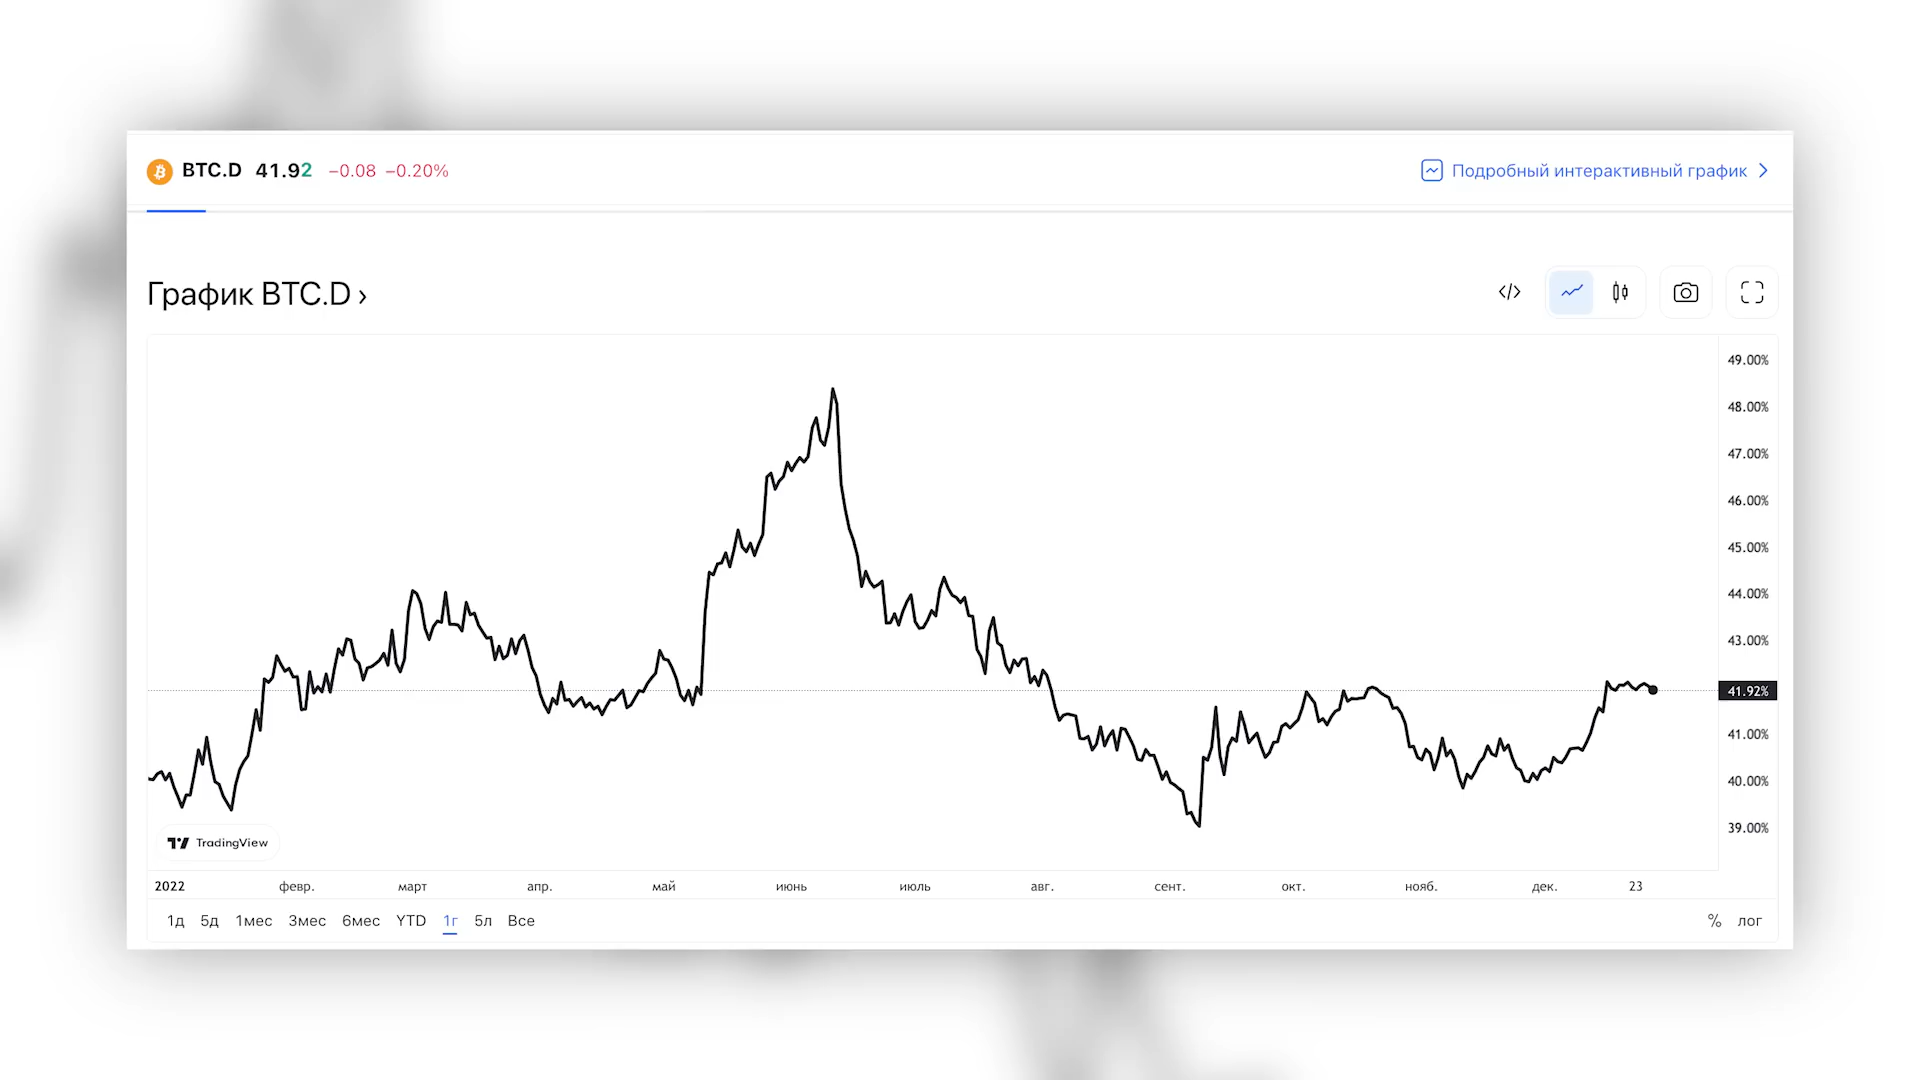 BTC.D 41.92 −0.08 −0.20%
Подробный интерактивный график
График BTC.D
49.00%
48.00%
47.00%
46.00%
45.00%
44.00%
43.00%
41.92%
41.00%
40.00%
39.00%
TradingView
2022 февр. март апр. май июнь июль авг. сент. окт. нояб. дек. 23
1д 5д 1мес 3мес 6мес YTD 1г 5л Все
% лог